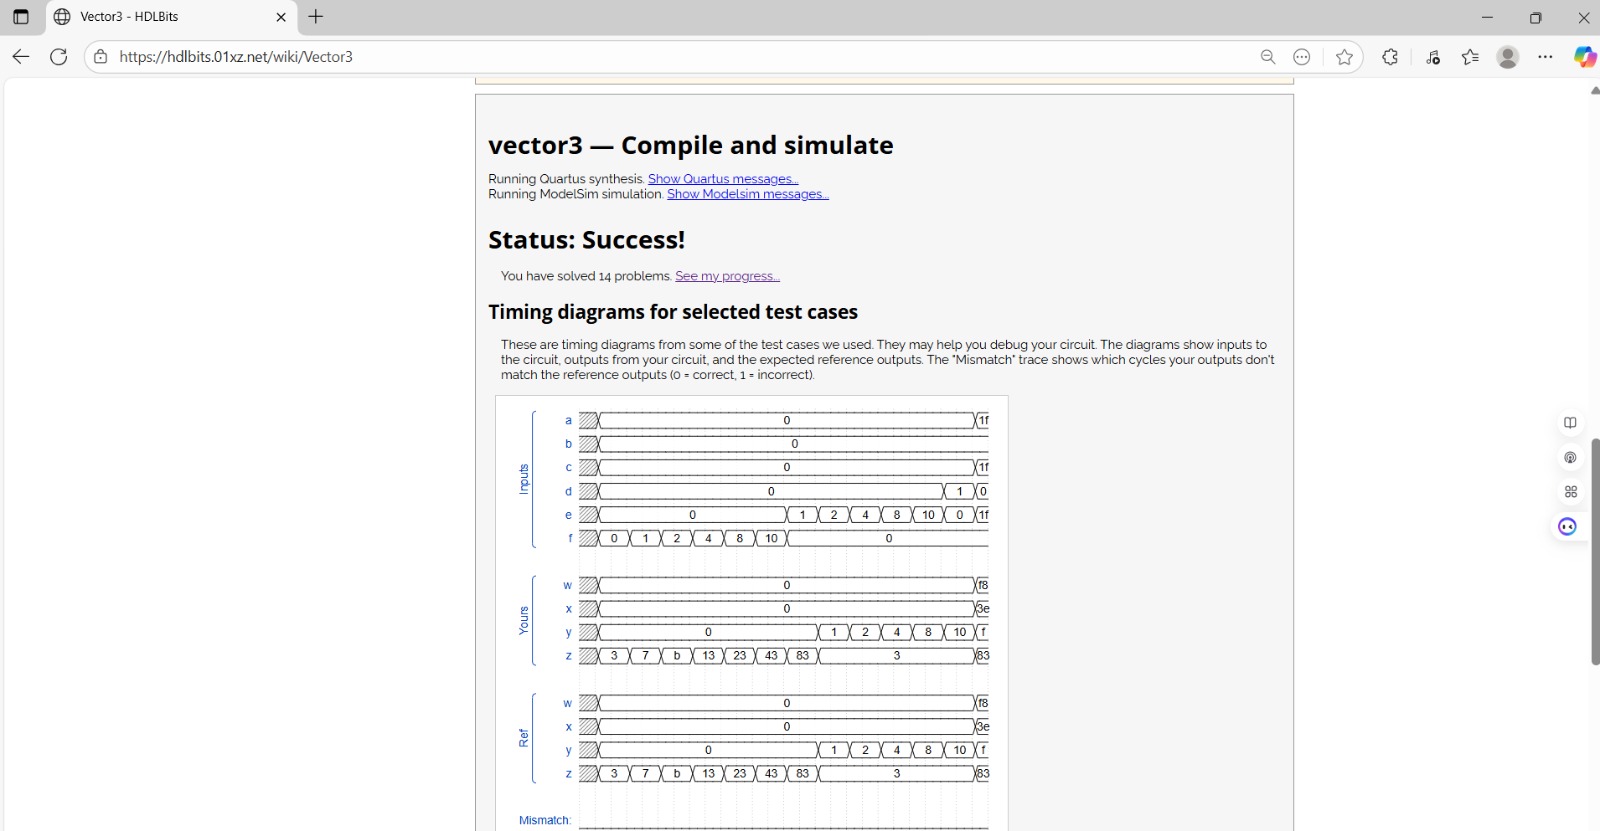 Vector3 - HDLBits
https://hdlbits.01xz.net/wiki/Vector3
vector3 — Compile and simulate
Running Quartus synthesis. Show Quartus messages...
Running ModelSim simulation. Show Modelsim messages...
Status: Success!
You have solved 14 problems. See my progress...
Timing diagrams for selected test cases
These are timing diagrams from some of the test cases we used. They may help you debug your circuit. The diagrams show inputs to
the circuit, outputs from your circuit, and the expected reference outputs. The "Mismatch" trace shows which cycles your outputs don't
match the reference outputs (0 = correct, 1 = incorrect).
Inputs
a 0 1f
b 0
c 0 1f
d 0 1 0
e 0 1 2 4 8 10 0 1f
f 0 1 2 4 8 10 0
Yours
w 0 f8
x 0 3e
y 0 1 2 4 8 10 f
z 3 7 b 13 23 43 83 3 83
Ref
w 0 f8
x 0 3e
y 0 1 2 4 8 10 f
z 3 7 b 13 23 43 83 3 83
Mismatch: